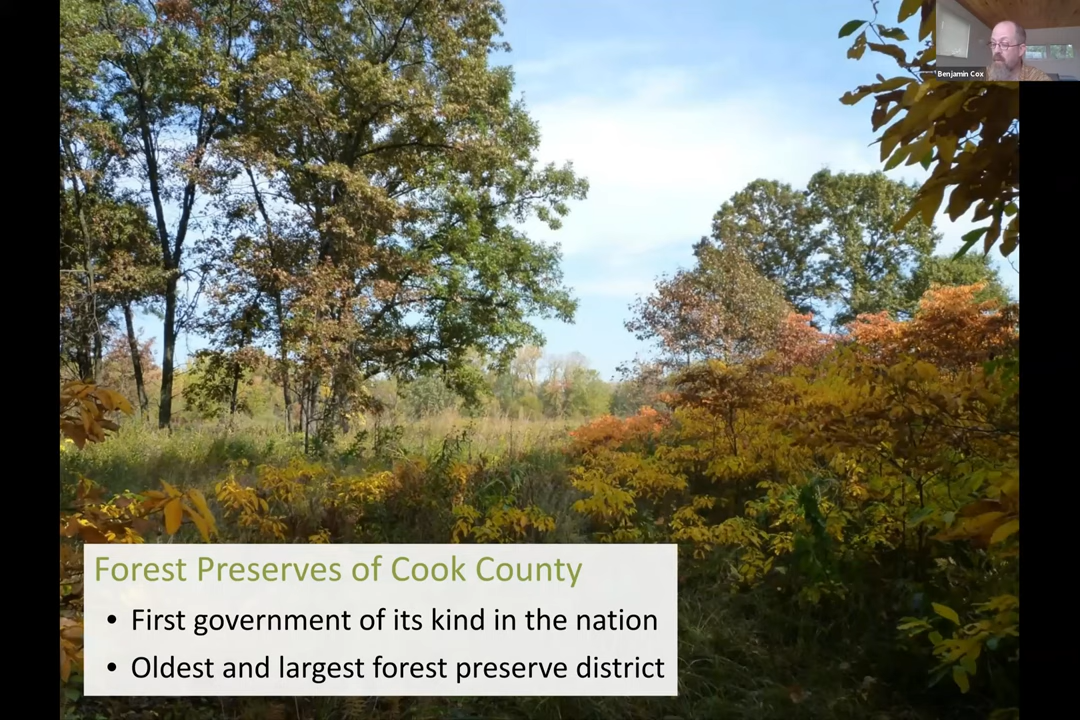 Benjamin Cox
Forest Preserves of Cook County
• First government of its kind in the nation
• Oldest and largest forest preserve district